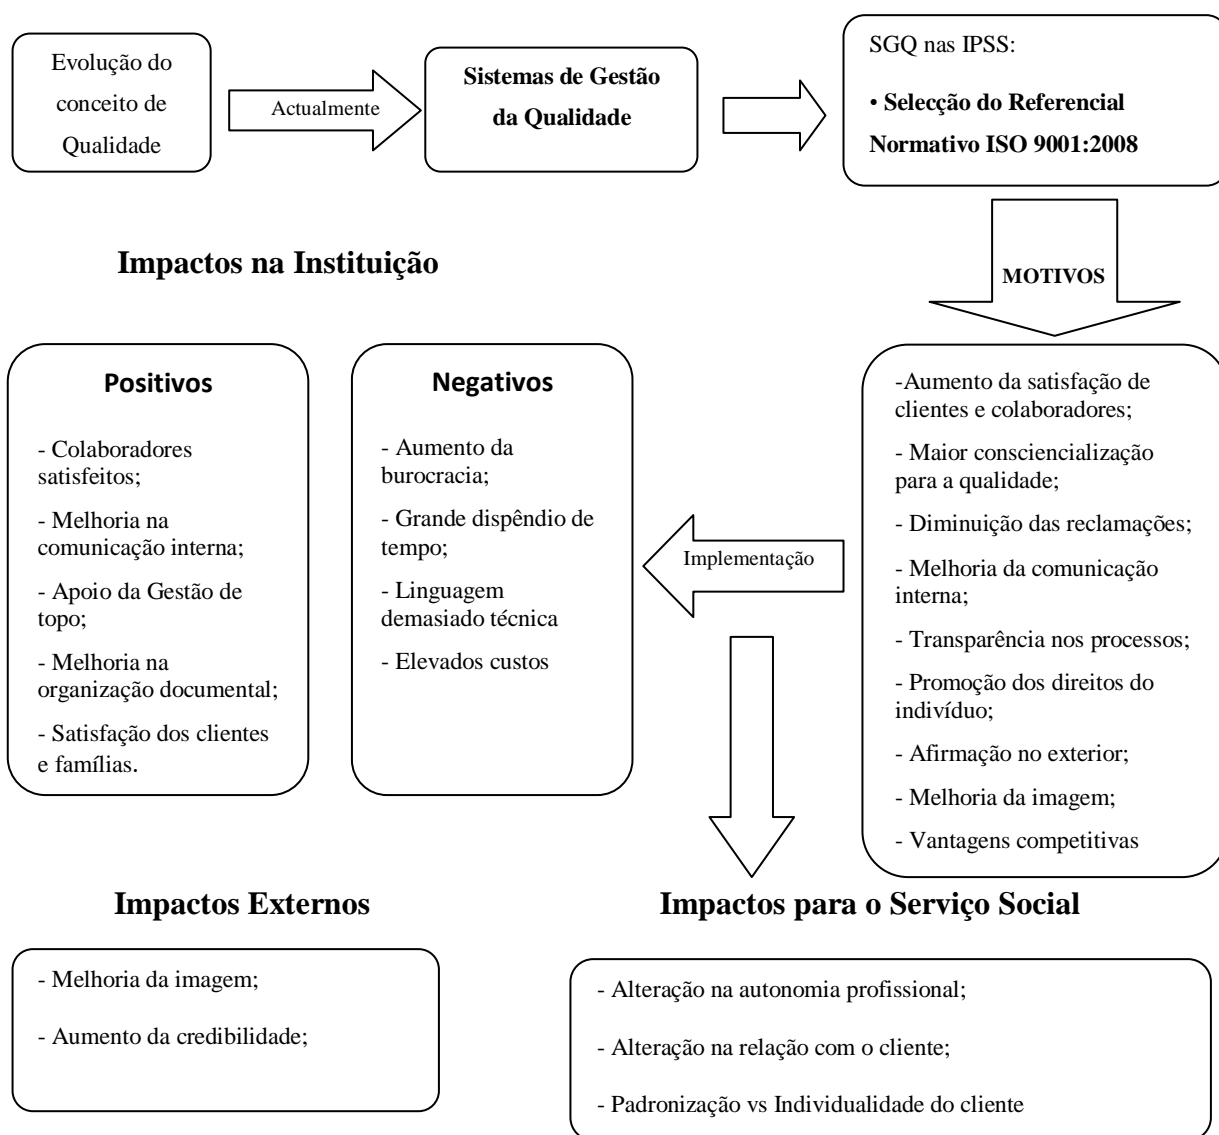 Evolução do
conceito de
Qualidade
Actualmente
Sistemas de Gestão
da Qualidade
SGQ nas IPSS:
• Selecção do Referencial
Normativo ISO 9001:2008
MOTIVOS
Impactos na Instituição
Positivos
- Colaboradores
satisfeitos;
- Melhoria na
comunicação interna;
- Apoio da Gestão de
topo;
- Melhoria na
organização documental;
- Satisfação dos clientes
e famílias.
Negativos
- Aumento da
burocracia;
- Grande dispêndio de
tempo;
- Linguagem
demasiado técnica
- Elevados custos
Implementação
-Aumento da satisfação de
clientes e colaboradores;
- Maior consciencialização
para a qualidade;
- Diminuição das reclamações;
- Melhoria da comunicação
interna;
- Transparência nos processos;
- Promoção dos direitos do
indivíduo;
- Afirmação no exterior;
- Melhoria da imagem;
- Vantagens competitivas
Impactos Externos
- Melhoria da imagem;
- Aumento da credibilidade;
Impactos para o Serviço Social
- Alteração na autonomia profissional;
- Alteração na relação com o cliente;
- Padronização vs Individualidade do cliente